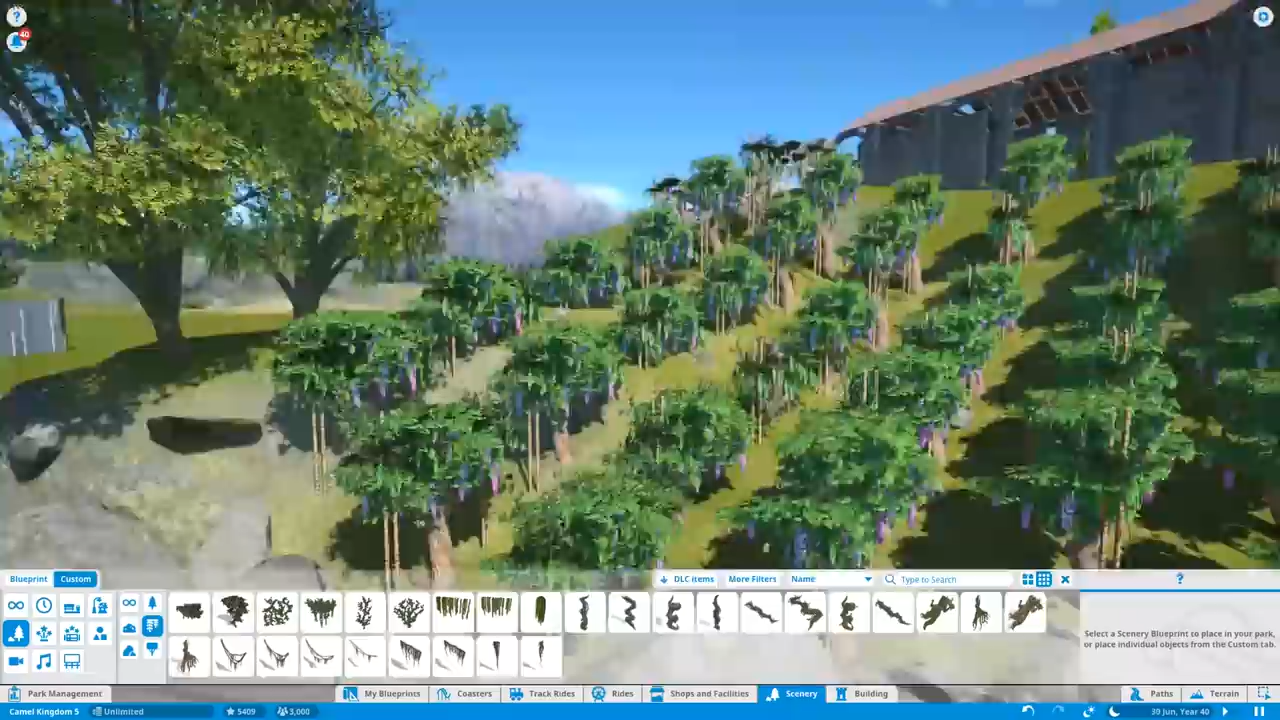 ?
40
Blueprint
Custom
DLC items
More Filters
Name
Type to Search
?
Select a Scenery Blueprint to place in your park,
or place individual objects from the Custom tab.
Park Management
My Blueprints
Coasters
Track Rides
Rides
Shops and Facilities
Scenery
Building
Paths
Terrain
Camel Kingdom 5
Unlimited
5409
3,000
30 Jun, Year 40